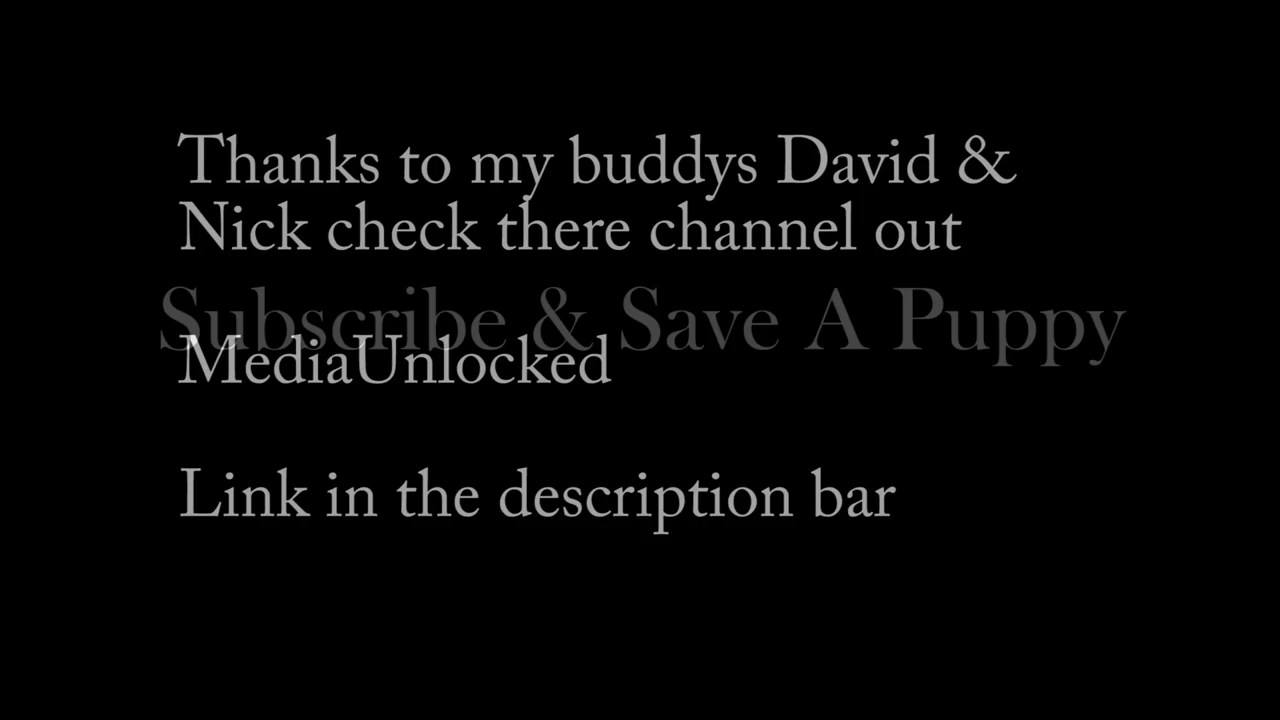 Thanks to my buddys David &
Nick check there channel out
Subscribe & Save A Puppy
MediaUnlocked
Link in the description bar